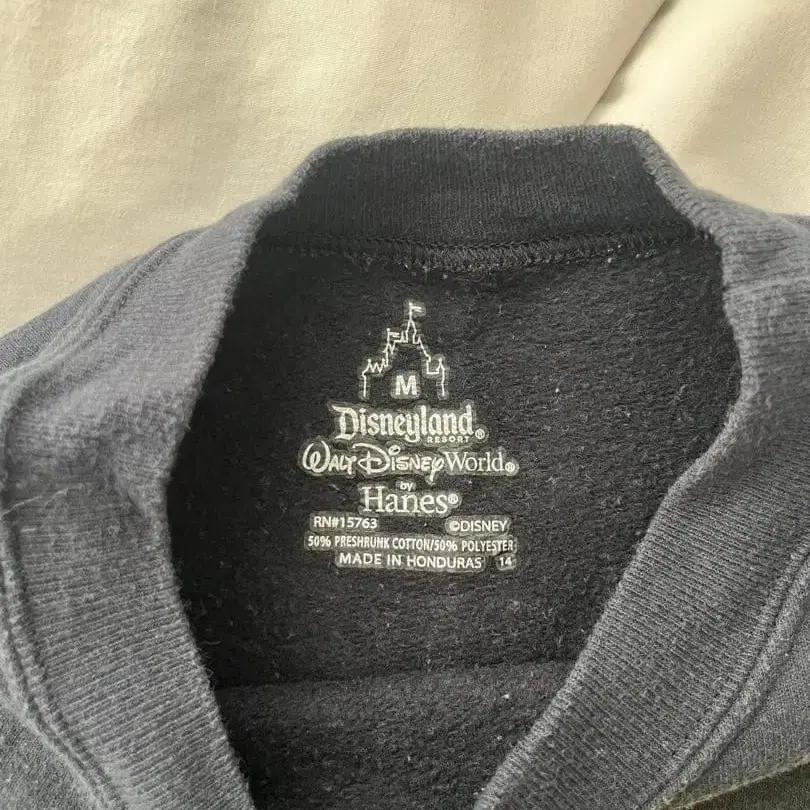 M
Disneyland
RESORT®
WALT DISNEY World®
by
Hanes®
RN#15763 ©DISNEY
50% PRESHRUNK COTTON/50% POLYESTER
MADE IN HONDURAS 14